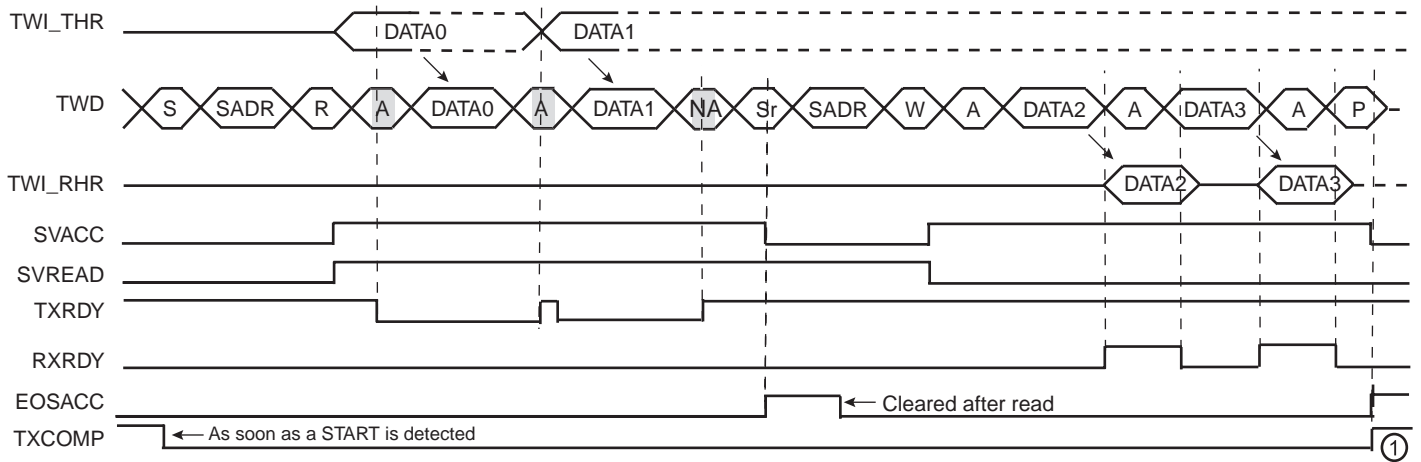 TWI_THR DATA0 DATA1
TWD S SADR R A DATA0 A DATA1 NA Sr SADR W A DATA2 A DATA3 A P
TWI_RHR DATA2 DATA3
SVACC
SVREAD
TXRDY
RXRDY
EOSACC Cleared after read
TXCOMP As soon as a START is detected 1